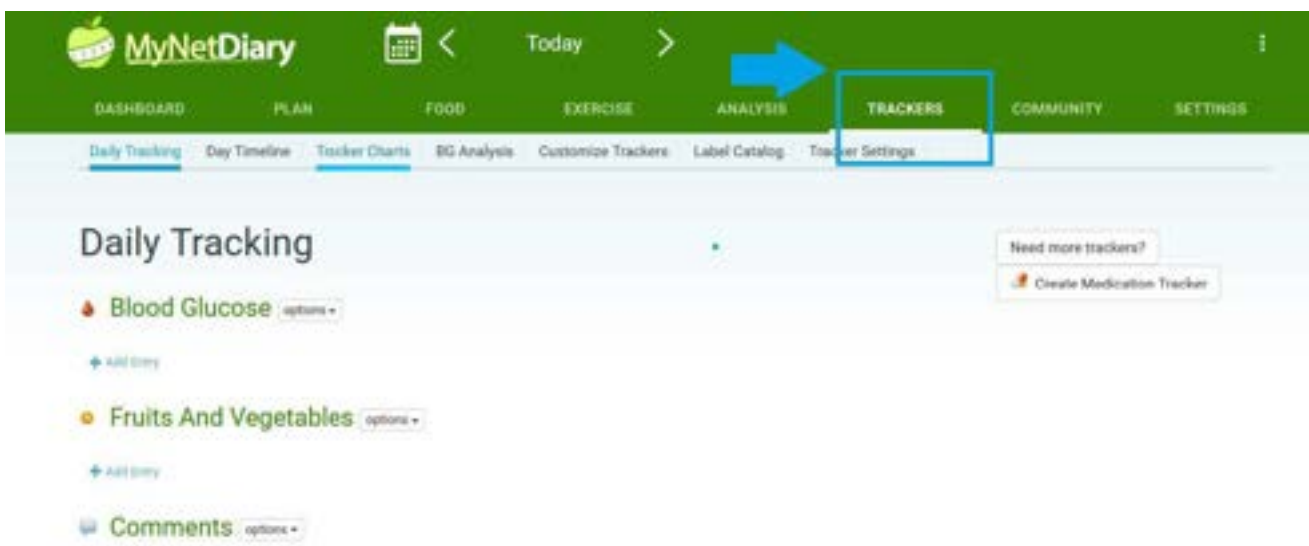 MyNetDiary
Today
DASHBOARD PLAN FOOD EXERCISE ANALYSIS TRACKERS COMMUNITY SETTINGS
Daily Tracking Day Timeline Tracker Charts BG Analysis Customize Trackers Label Catalog Tracker Settings
Daily Tracking
Need more trackers?
Create Medication Tracker
Blood Glucose options
+ Add Entry
Fruits And Vegetables options
+ Add Entry
Comments options